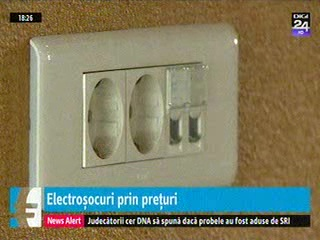 18:26
DIGI
24
HD
Electroșocuri prin prețuri
News Alert
Judecătorii cer DNA să spună dacă probele au fost aduse de SRI